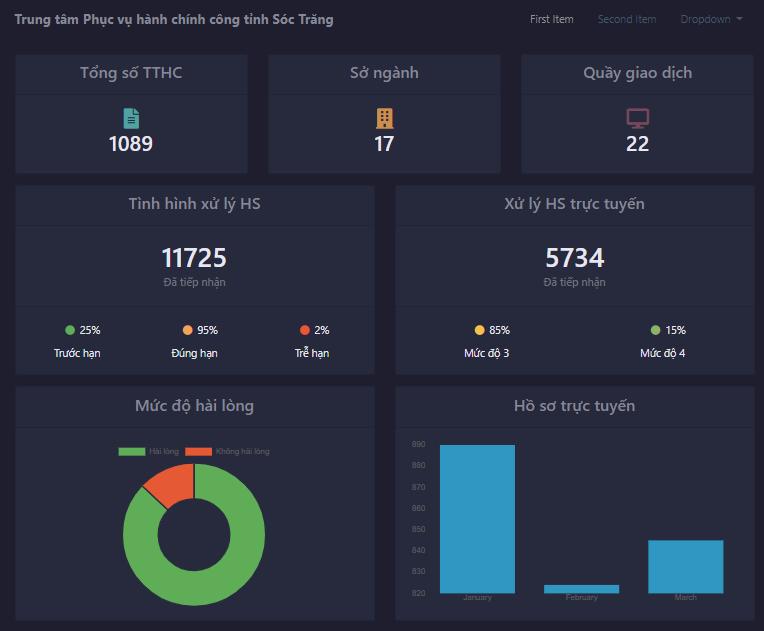 Trung tâm Phục vụ hành chính công tỉnh Sóc Trăng
First Item Second Item Dropdown
Tổng số TTHC
1089
Sở ngành
17
Quầy giao dịch
22
Tình hình xử lý HS
11725
Đã tiếp nhận
25% 95% 2%
Trước hạn Đúng hạn Trễ hạn
Xử lý HS trực tuyến
5734
Đã tiếp nhận
85% 15%
Mức độ 3 Mức độ 4
Mức độ hài lòng
Hài lòng Không hài lòng
Hồ sơ trực tuyến
890
880
870
860
850
840
830
820
January February March